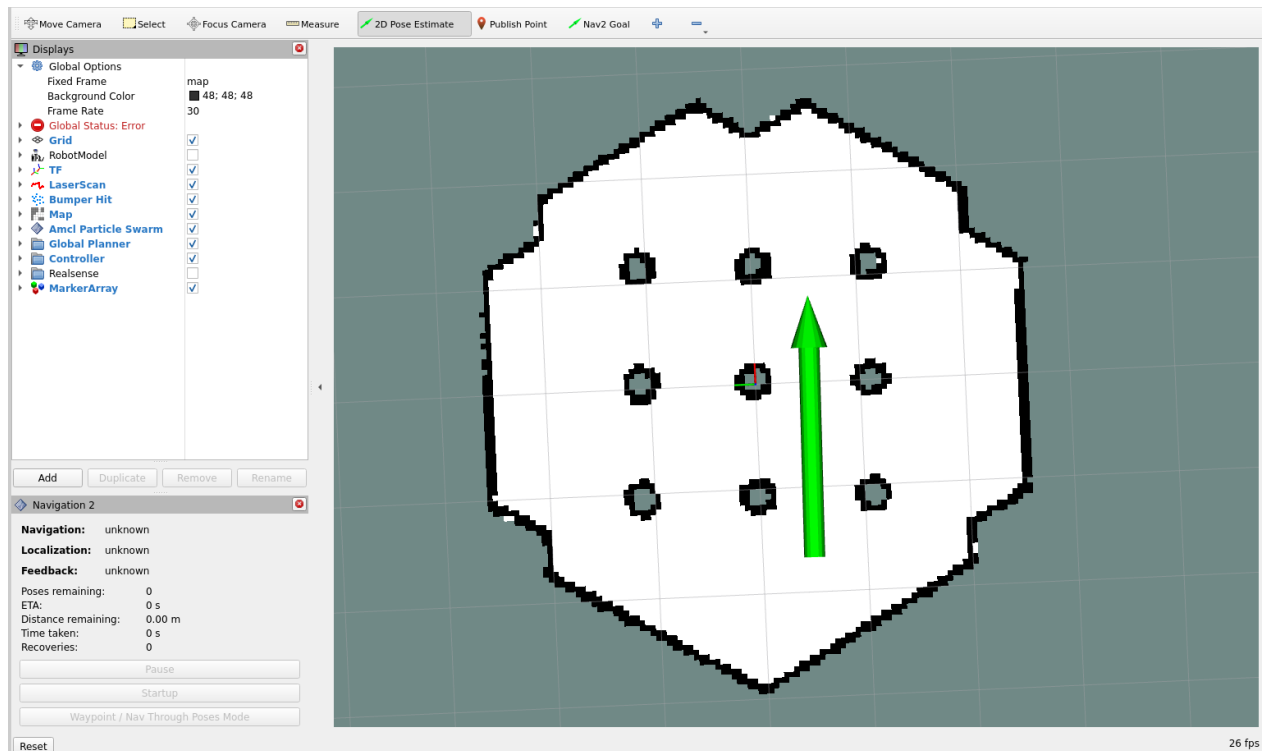 Move Camera Select Focus Camera Measure 2D Pose Estimate Publish Point Nav2 Goal
Displays
Global Options
Fixed Frame map
Background Color 48; 48; 48
Frame Rate 30
Global Status: Error
Grid
RobotModel
TF
LaserScan
Bumper Hit
Map
Amcl Particle Swarm
Global Planner
Controller
Realsense
MarkerArray
Add Duplicate Remove Rename
Navigation 2
Navigation: unknown
Localization: unknown
Feedback: unknown
Poses remaining: 0
ETA: 0 s
Distance remaining: 0.00 m
Time taken: 0 s
Recoveries: 0
Pause
Startup
Waypoint / Nav Through Poses Mode
Reset 26 fps